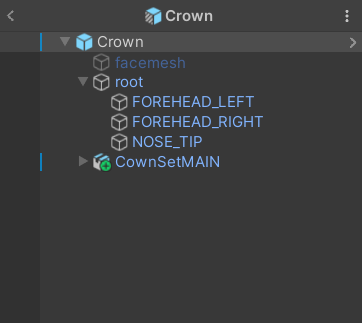 Crown
Crown
facemesh
root
FOREHEAD_LEFT
FOREHEAD_RIGHT
NOSE_TIP
CownSetMAIN